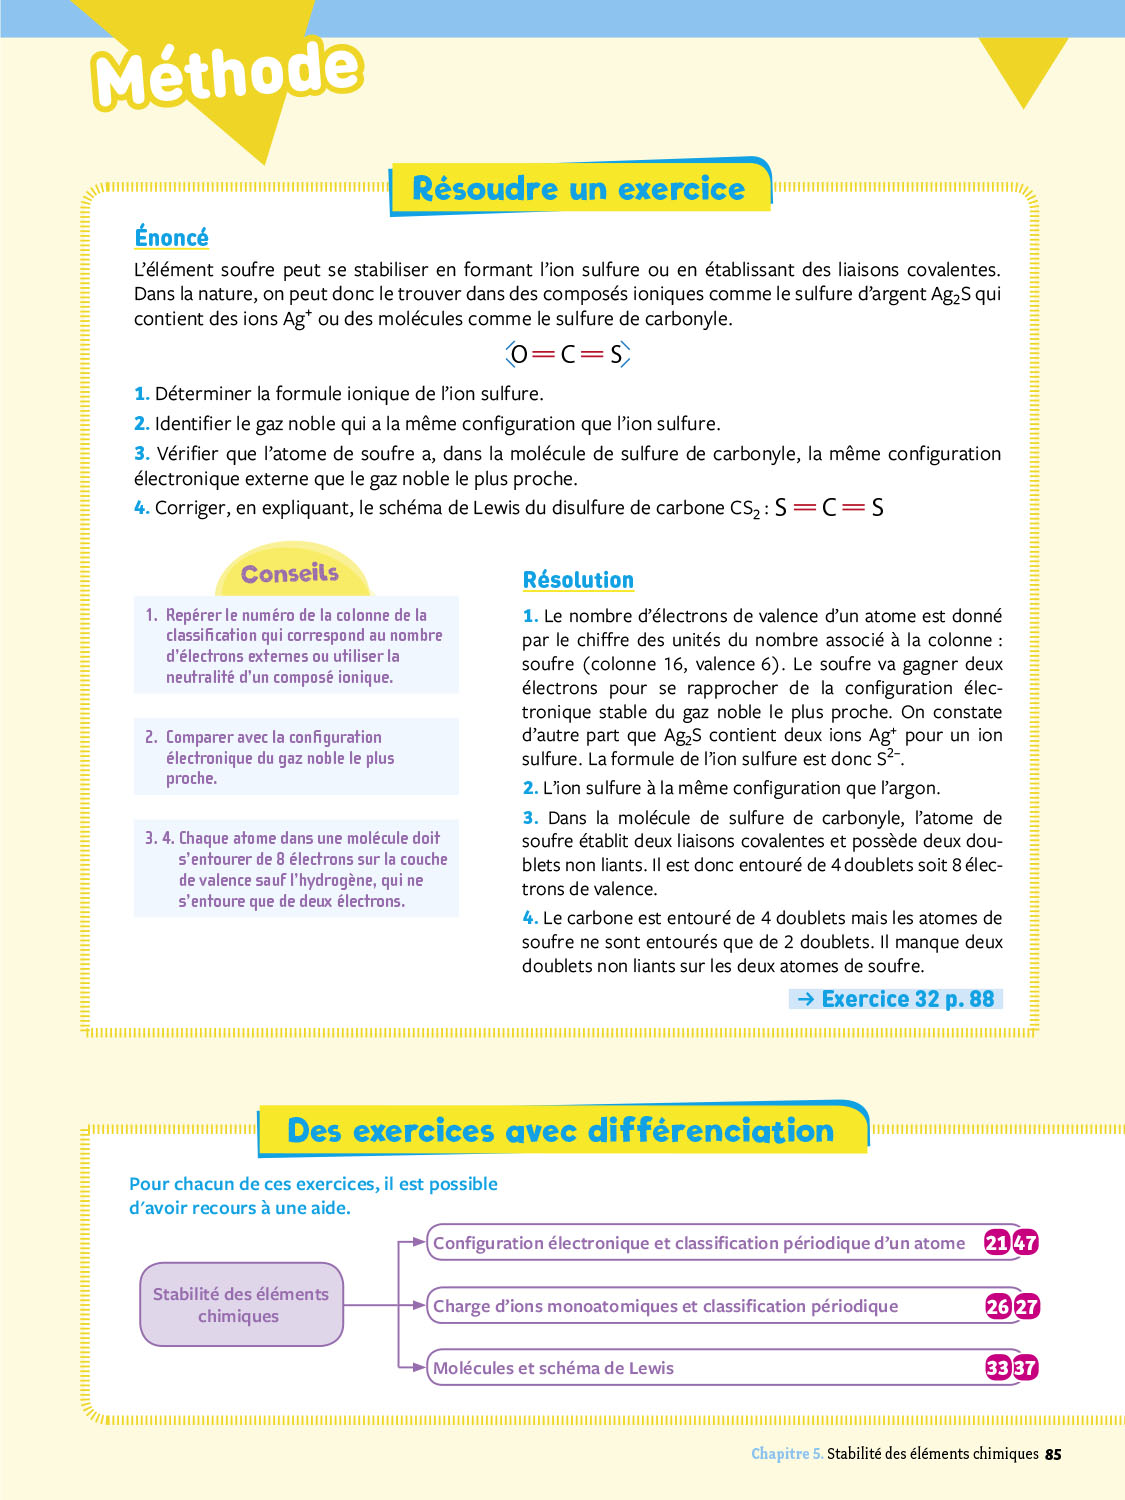 Méthode
Résoudre un exercice
Énoncé
L’élément soufre peut se stabiliser en formant l’ion sulfure ou en établissant des liaisons covalentes.
Dans la nature, on peut donc le trouver dans des composés ioniques comme le sulfure d’argent Ag₂S qui
contient des ions Ag⁺ ou des molécules comme le sulfure de carbonyle.
O=C=S
1. Déterminer la formule ionique de l’ion sulfure.
2. Identifier le gaz noble qui a la même configuration que l’ion sulfure.
3. Vérifier que l’atome de soufre a, dans la molécule de sulfure de carbonyle, la même configuration
électronique externe que le gaz noble le plus proche.
4. Corriger, en expliquant, le schéma de Lewis du disulfure de carbone CS₂ : S=C=S
Conseils
1. Repérer le numéro de la colonne de la
classification qui correspond au nombre
d’électrons externes ou utiliser la
neutralité d’un composé ionique.
2. Comparer avec la configuration
électronique du gaz noble le plus
proche.
3. 4. Chaque atome dans une molécule doit
s’entourer de 8 électrons sur la couche
de valence sauf l’hydrogène, qui ne
s’entoure que de deux électrons.
Résolution
1. Le nombre d’électrons de valence d’un atome est donné
par le chiffre des unités du nombre associé à la colonne :
soufre (colonne 16, valence 6). Le soufre va gagner deux
électrons pour se rapprocher de la configuration élec-
tronique stable du gaz noble le plus proche. On constate
d’autre part que Ag₂S contient deux ions Ag⁺ pour un ion
sulfure. La formule de l’ion sulfure est donc S²⁻.
2. L’ion sulfure à la même configuration que l’argon.
3. Dans la molécule de sulfure de carbonyle, l’atome de
soufre établit deux liaisons covalentes et possède deux dou-
blets non liants. Il est donc entouré de 4 doublets soit 8 élec-
trons de valence.
4. Le carbone est entouré de 4 doublets mais les atomes de
soufre ne sont entourés que de 2 doublets. Il manque deux
doublets non liants sur les deux atomes de soufre.
→ Exercice 32 p. 88
Des exercices avec différenciation
Pour chacun de ces exercices, il est possible
d’avoir recours à une aide.
Stabilité des éléments
chimiques
Configuration électronique et classification périodique d’un atome 21 47
Charge d’ions monoatomiques et classification périodique 26 27
Molécules et schéma de Lewis 33 37
Chapitre 5. Stabilité des éléments chimiques 85